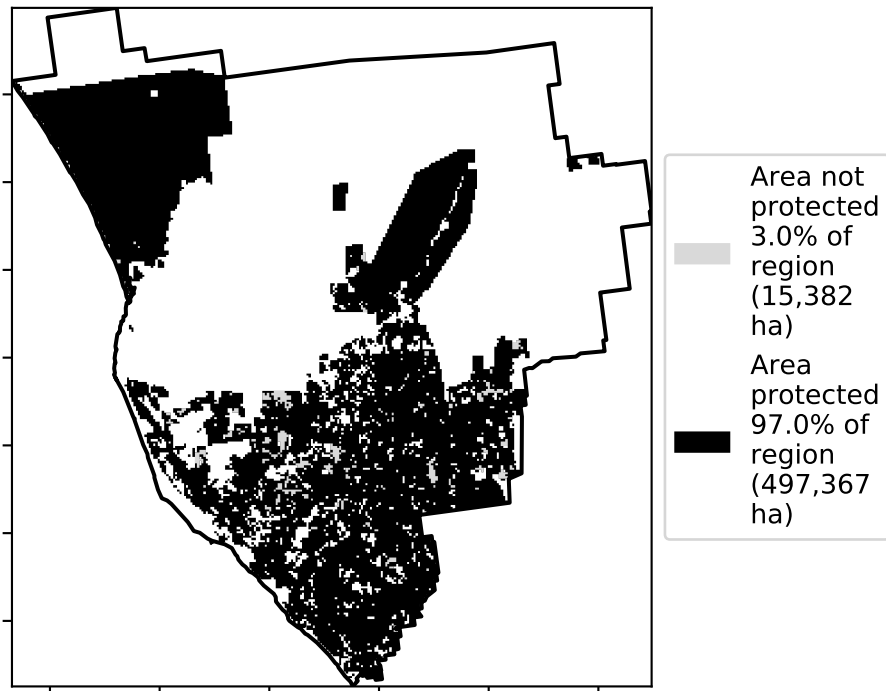 Area not
protected
3.0% of
region
(15,382
ha)
Area
protected
97.0% of
region
(497,367
ha)